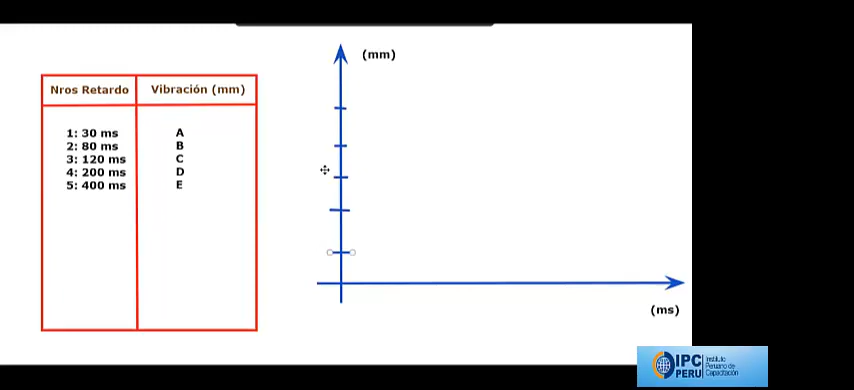 (mm)
Nros Retardo Vibración (mm)
1: 30 ms A
2: 80 ms B
3: 120 ms C
4: 200 ms D
5: 400 ms E
(ms)
IPC PERU
Instituto
Peruano de
Capacitación